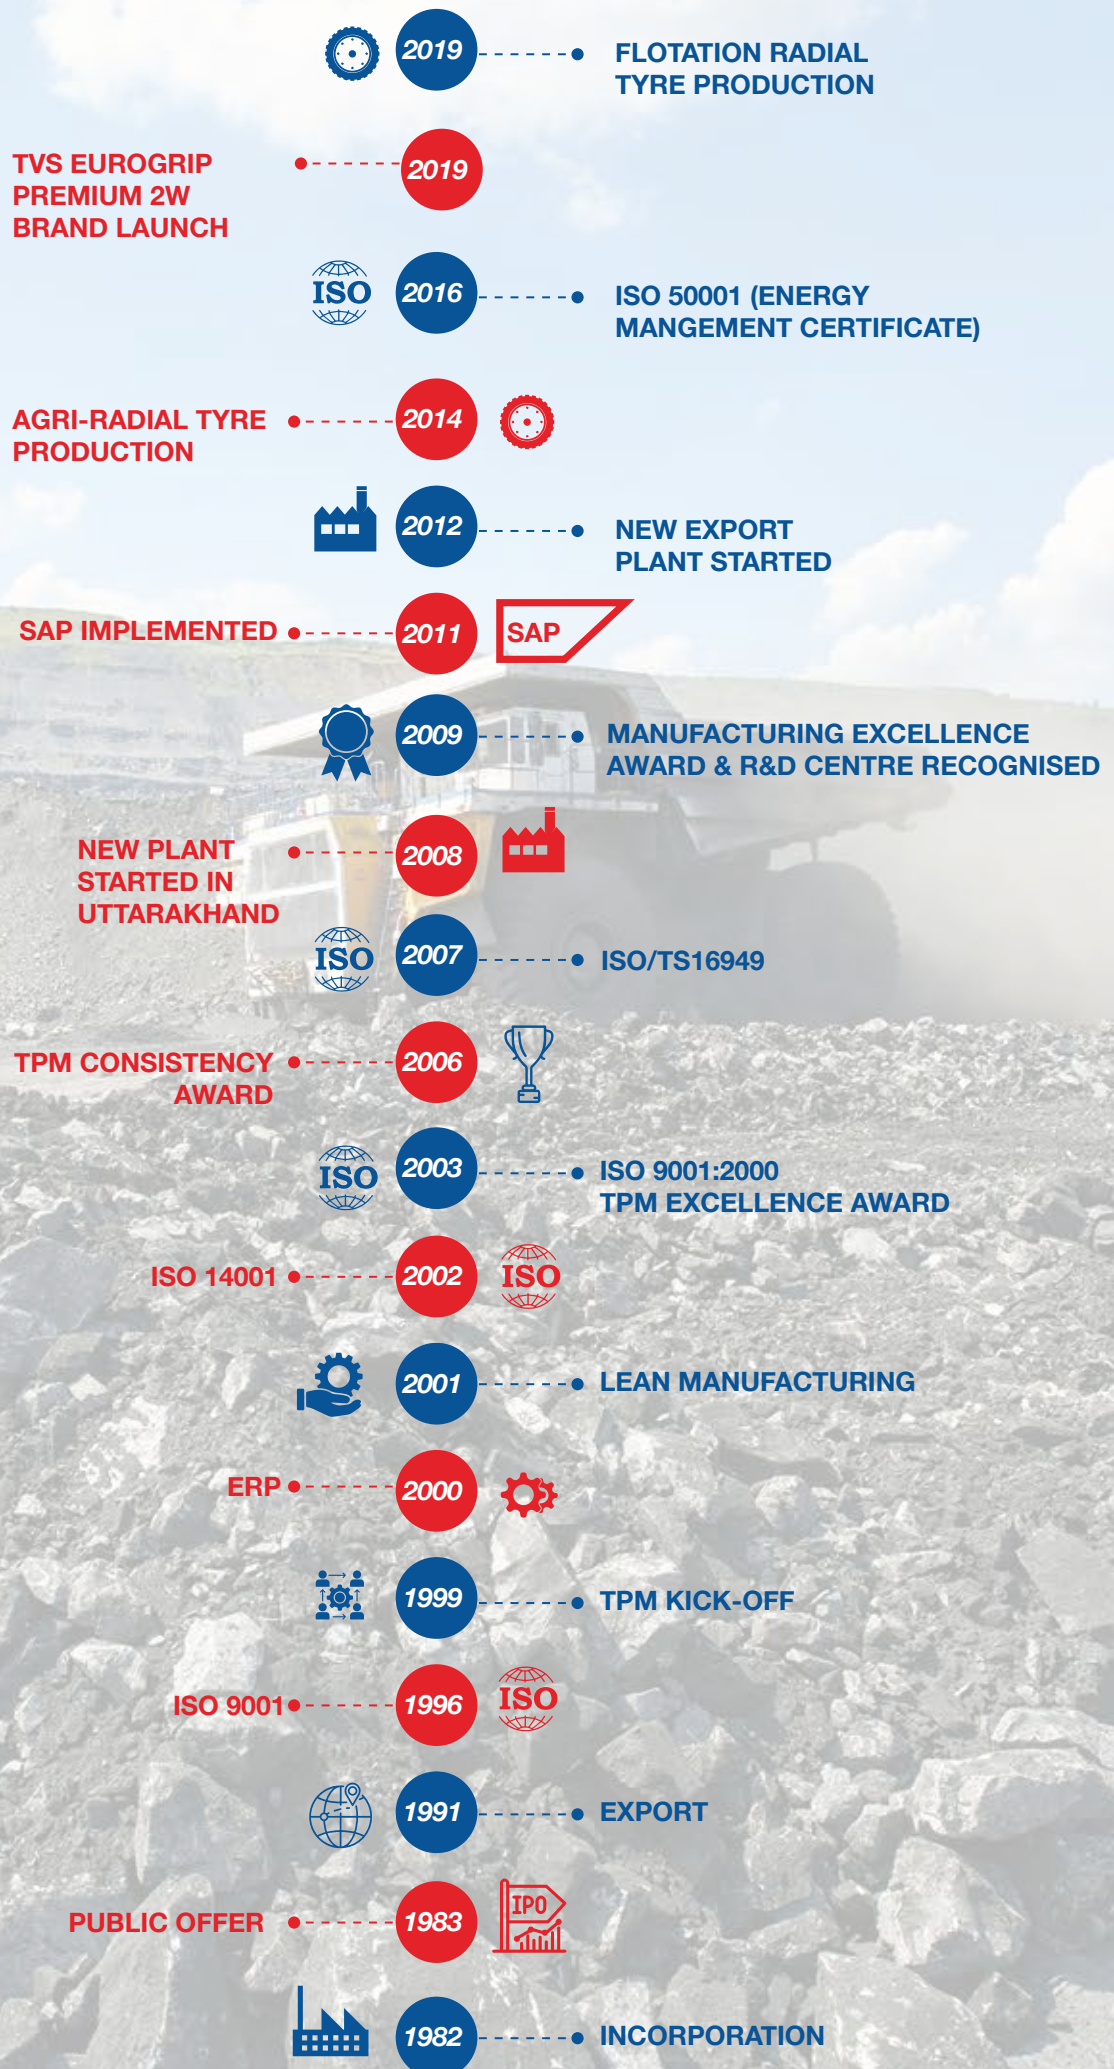 2019
FLOTATION RADIAL
TYRE PRODUCTION
TVS EUROGRIP
PREMIUM 2W
BRAND LAUNCH
2019
ISO
2016
ISO 50001 (ENERGY
MANGEMENT CERTIFICATE)
AGRI-RADIAL TYRE
PRODUCTION
2014
2012
NEW EXPORT
PLANT STARTED
SAP IMPLEMENTED
2011
SAP
2009
MANUFACTURING EXCELLENCE
AWARD & R&D CENTRE RECOGNISED
NEW PLANT
STARTED IN
UTTARAKHAND
2008
ISO
2007
ISO/TS16949
TPM CONSISTENCY
AWARD
2006
ISO
2003
ISO 9001:2000
TPM EXCELLENCE AWARD
ISO 14001
2002
ISO
2001
LEAN MANUFACTURING
ERP
2000
1999
TPM KICK-OFF
ISO 9001
1996
ISO
1991
EXPORT
PUBLIC OFFER
1983
IPO
1982
INCORPORATION